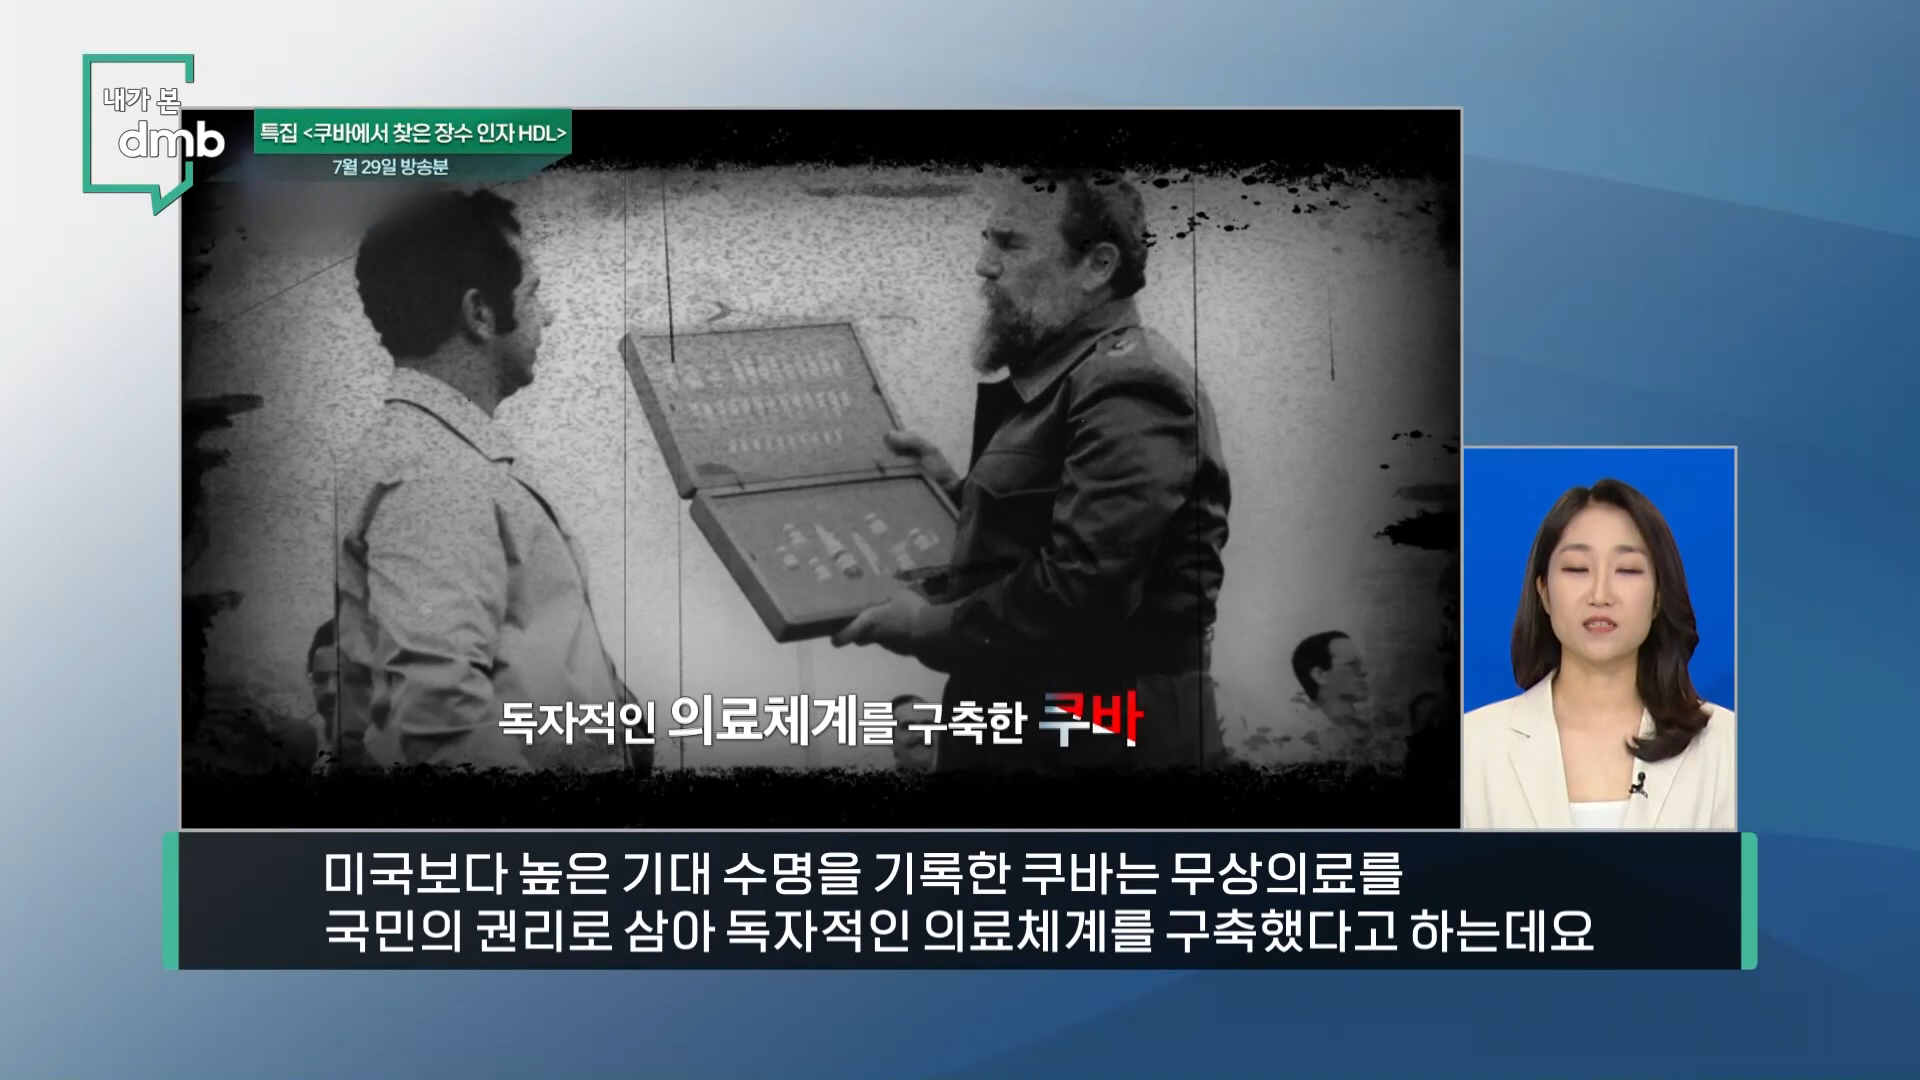 내가 본
dmb
특집 <쿠바에서 찾은 장수 인자 HDL>
7월 29일 방송분
독자적인 의료체계를 구축한 쿠바
미국보다 높은 기대 수명을 기록한 쿠바는 무상의료를
국민의 권리로 삼아 독자적인 의료체계를 구축했다고 하는데요